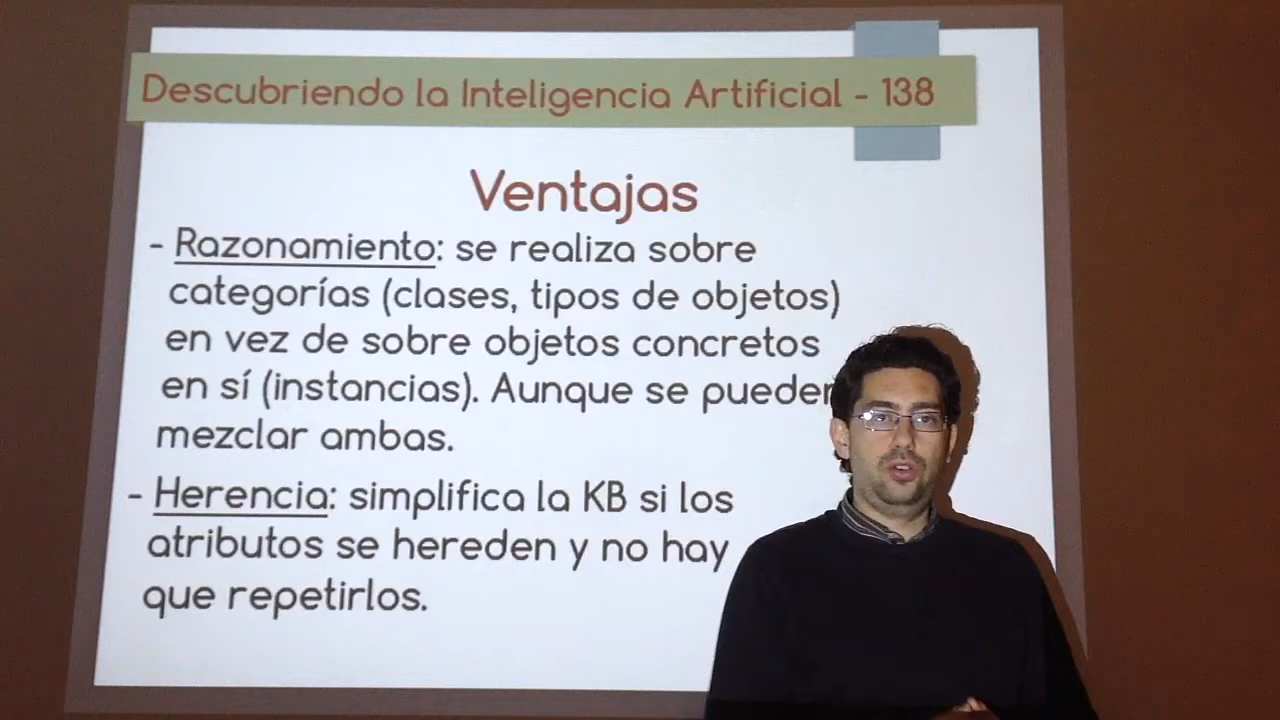 Descubriendo la Inteligencia Artificial - 138
Ventajas
- Razonamiento: se realiza sobre
categorías (clases, tipos de objetos)
en vez de sobre objetos concretos
en sí (instancias). Aunque se pueden
mezclar ambas.
- Herencia: simplifica la KB si los
atributos se hereden y no hay
que repetirlos.